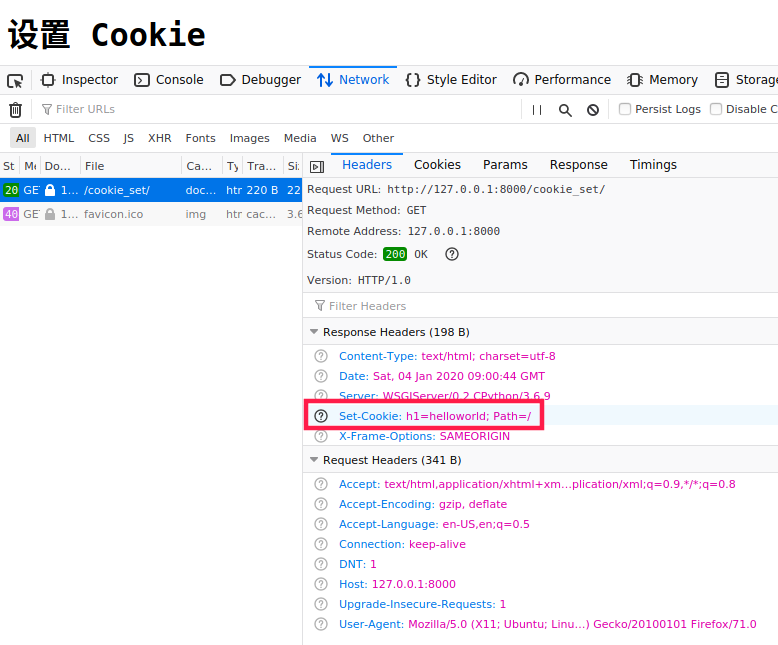 设置 Cookie
Inspector Console Debugger Network Style Editor Performance Memory Storag
Filter URLs Persist Logs Disable C
All HTML CSS JS XHR Fonts Images Media WS Other
St Me Do... File Ca... Ty Tra... Si
Headers Cookies Params Response Timings
20 GE 1... /cookie_set/ doc... htr 220 B 22
40 GE 1... favicon.ico img htr cac... 3.6
Request URL: http://127.0.0.1:8000/cookie_set/
Request Method: GET
Remote Address: 127.0.0.1:8000
Status Code: 200 OK
Version: HTTP/1.0
Filter Headers
Response Headers (198 B)
Content-Type: text/html; charset=utf-8
Date: Sat, 04 Jan 2020 09:00:44 GMT
Server: WSGIServer/0.2 CPython/3.6.9
Set-Cookie: h1=helloworld; Path=/
X-Frame-Options: SAMEORIGIN
Request Headers (341 B)
Accept: text/html,application/xhtml+xm...plication/xml;q=0.9,*/*;q=0.8
Accept-Encoding: gzip, deflate
Accept-Language: en-US,en;q=0.5
Connection: keep-alive
DNT: 1
Host: 127.0.0.1:8000
Upgrade-Insecure-Requests: 1
User-Agent: Mozilla/5.0 (X11; Ubuntu; Linu...) Gecko/20100101 Firefox/71.0